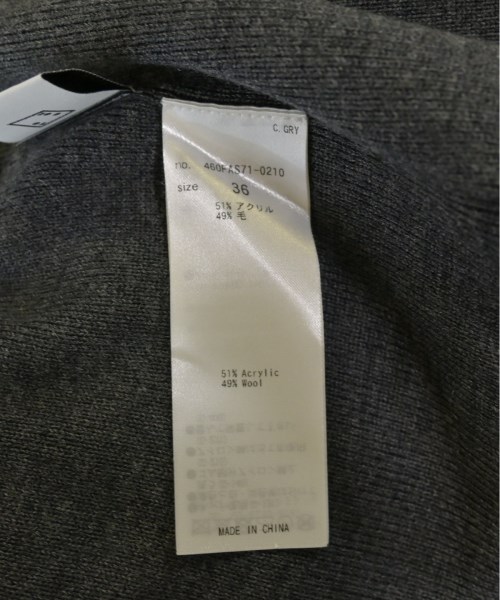 C.GRY
no. 460FAS71-0210
size 36
51% アクリル
49% 毛
51% Acrylic
49% Wool
MADE IN CHINA